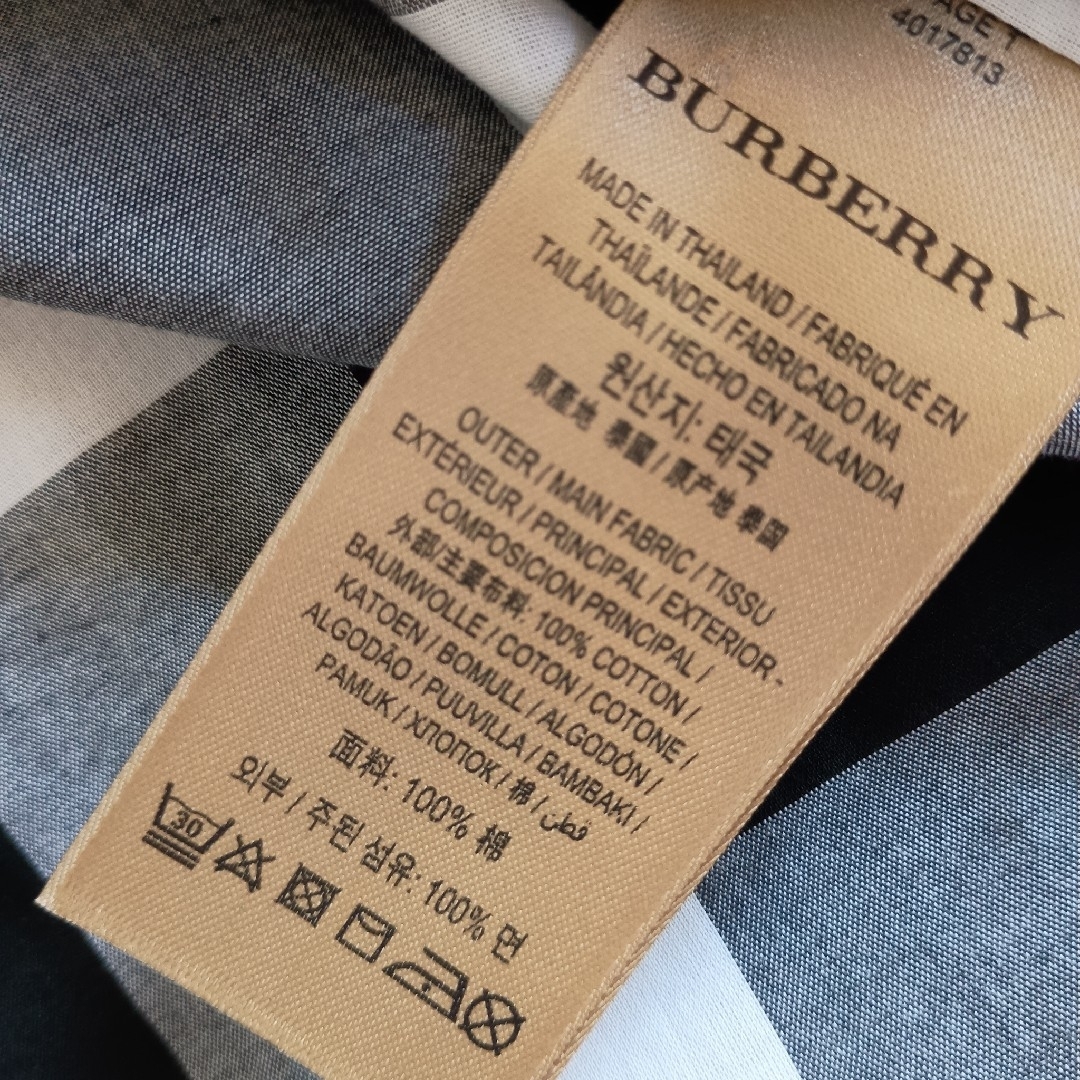 AGE 1
4017813
BURBERRY
MADE IN THAILAND / FABRIQUÉ EN
THAÏLANDE / FABRICADO NA
TAILÂNDIA / HECHO EN TAILANDIA
원산지: 태국
原產地 泰國 / 原产地 泰国
OUTER / MAIN FABRIC / TISSU
EXTÉRIEUR / PRINCIPAL / EXTERIOR -
COMPOSICION PRINCIPAL /
外部/主要布料: 100% COTTON /
BAUMWOLLE / COTON / COTONE /
KATOEN / BOMULL / ALGODÓN /
ALGODÃO / PUUVILLA / BAMBAKI /
PAMUK / ХЛОПОК / 棉 / قطن
面料: 100% 棉
외부 / 주된 섬유: 100% 면
30